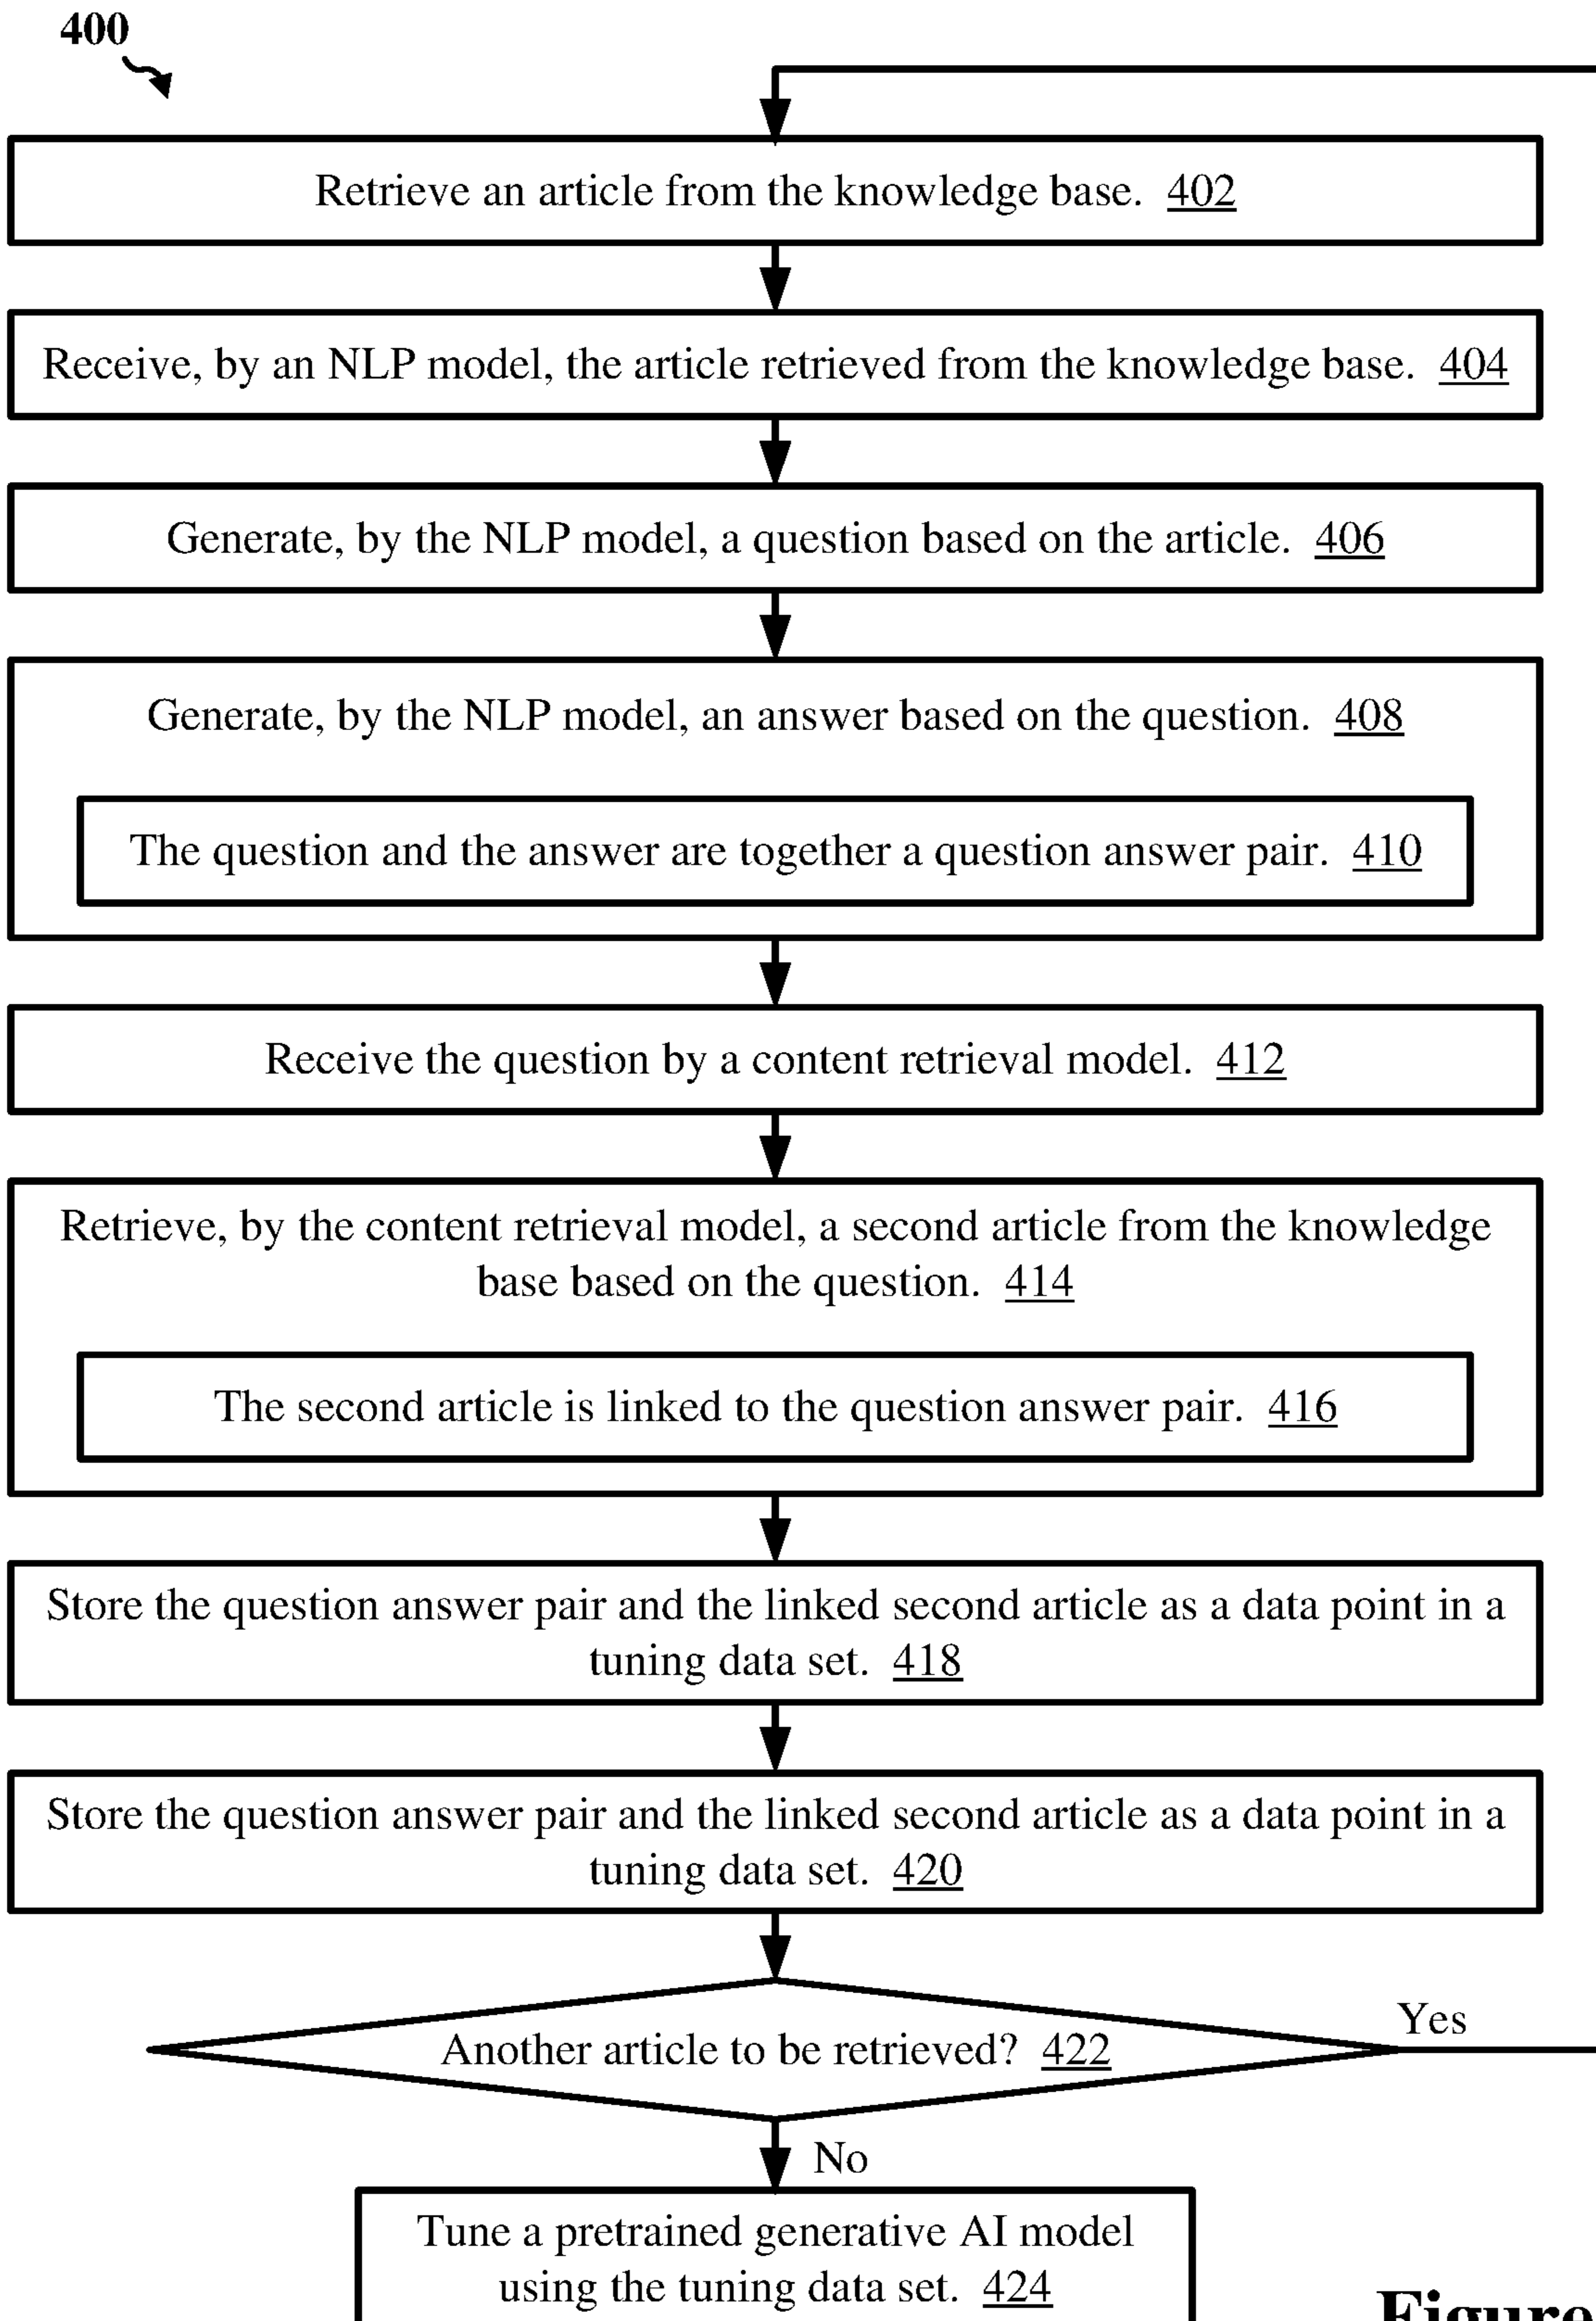 400
Retrieve an article from the knowledge base. 402
Receive, by an NLP model, the article retrieved from the knowledge base. 404
Generate, by the NLP model, a question based on the article. 406
Generate, by the NLP model, an answer based on the question. 408
The question and the answer are together a question answer pair. 410
Receive the question by a content retrieval model. 412
Retrieve, by the content retrieval model, a second article from the knowledge
base based on the question. 414
The second article is linked to the question answer pair. 416
Store the question answer pair and the linked second article as a data point in a
tuning data set. 418
Store the question answer pair and the linked second article as a data point in a
tuning data set. 420
Another article to be retrieved? 422
Yes
No
Tune a pretrained generative AI model
using the tuning data set. 424
Figure